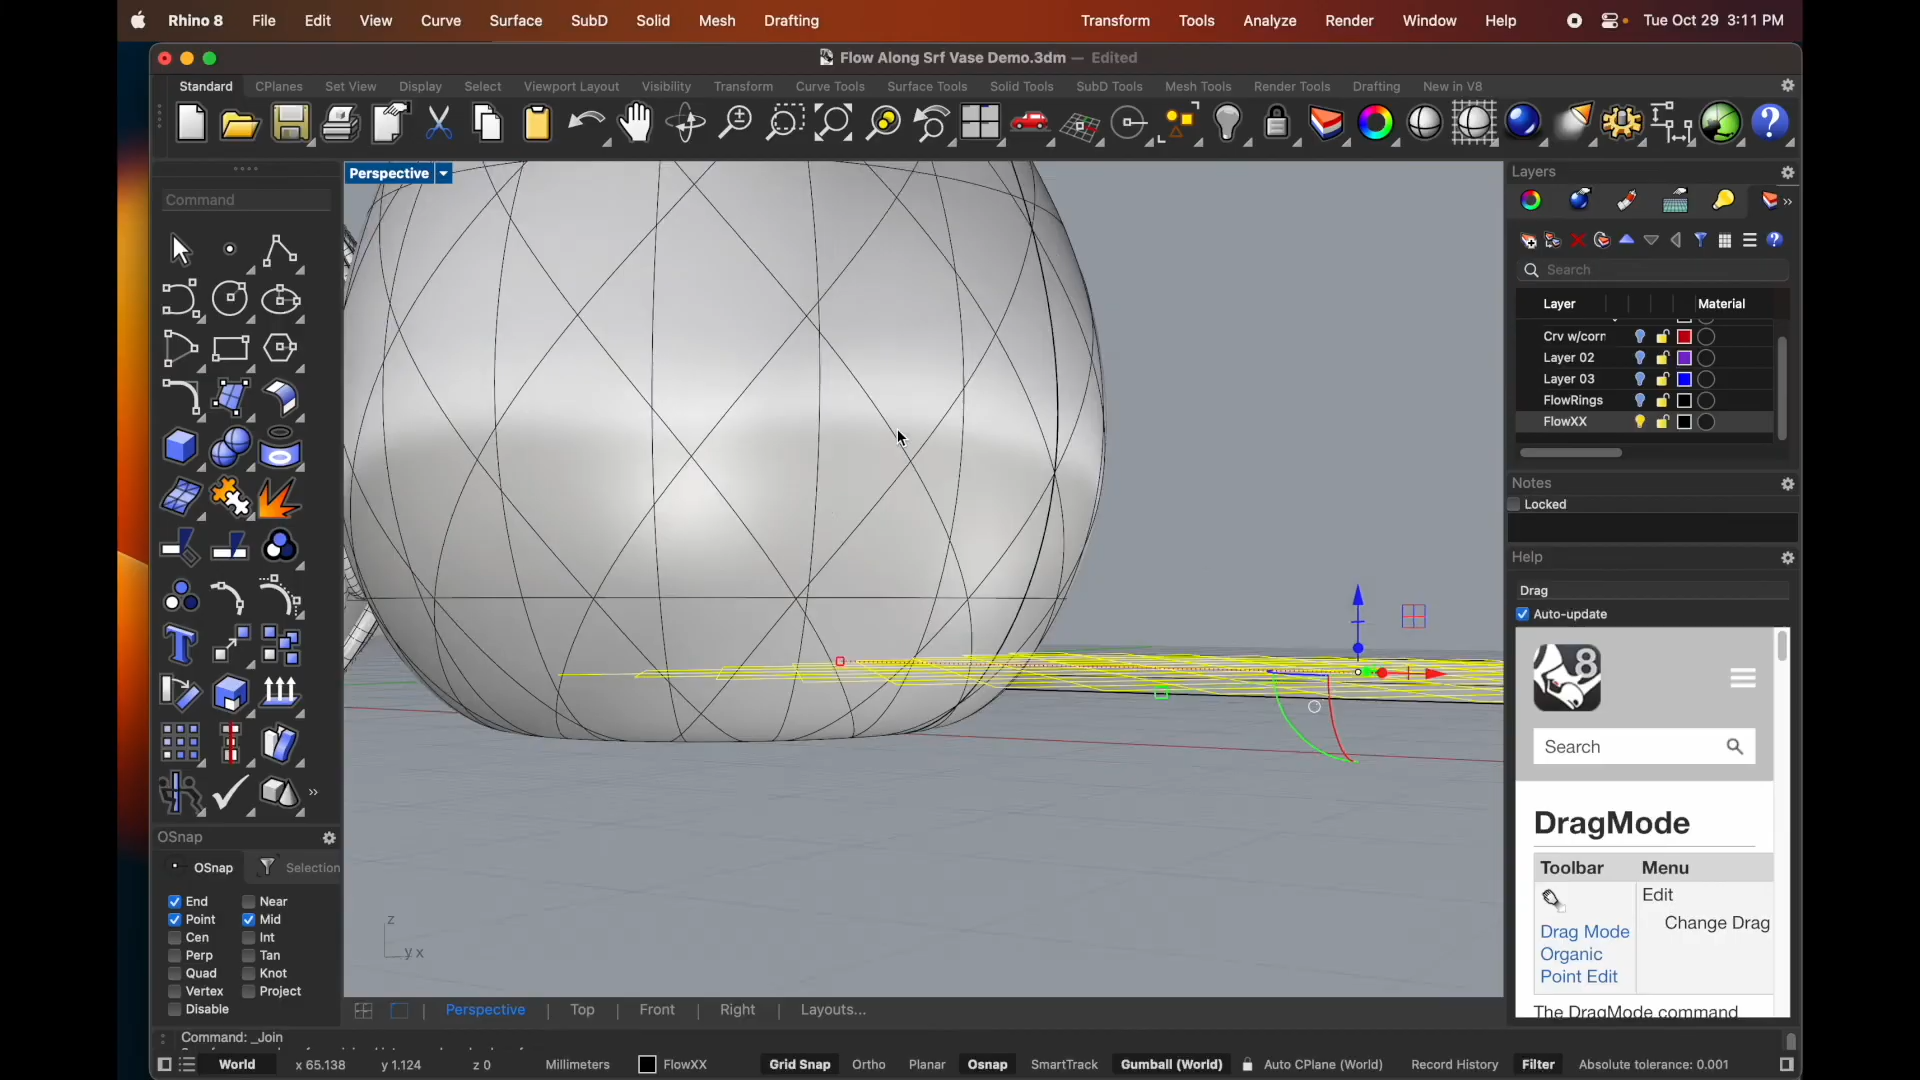 Rhino 8 File Edit View Curve Surface SubD Solid Mesh Drafting Transform Tools Analyze Render Window Help Tue Oct 29 3:11 PM
Flow Along Srf Vase Demo.3dm — Edited
Standard CPlanes Set View Display Select Viewport Layout Visibility Transform Curve Tools Surface Tools Solid Tools SubD Tools Mesh Tools Render Tools Drafting New in V8
Perspective
Command
Layers
Search
Layer Material
Crv w/corn
Layer 02
Layer 03
FlowRings
FlowXX
Notes
Locked
Help
Drag
Auto-update
8
Search
DragMode
Toolbar Menu
Edit
Change Drag
Drag Mode
Organic
Point Edit
The DragMode command
OSnap
OSnap Selection
End Near
Point Mid
Cen Int
Perp Tan
Quad Knot
Vertex Project
Disable
z
y x
Perspective Top Front Right Layouts...
Command: _Join
World x 65.138 y 1.124 z 0 Millimeters FlowXX Grid Snap Ortho Planar Osnap SmartTrack Gumball (World) Auto CPlane (World) Record History Filter Absolute tolerance: 0.001